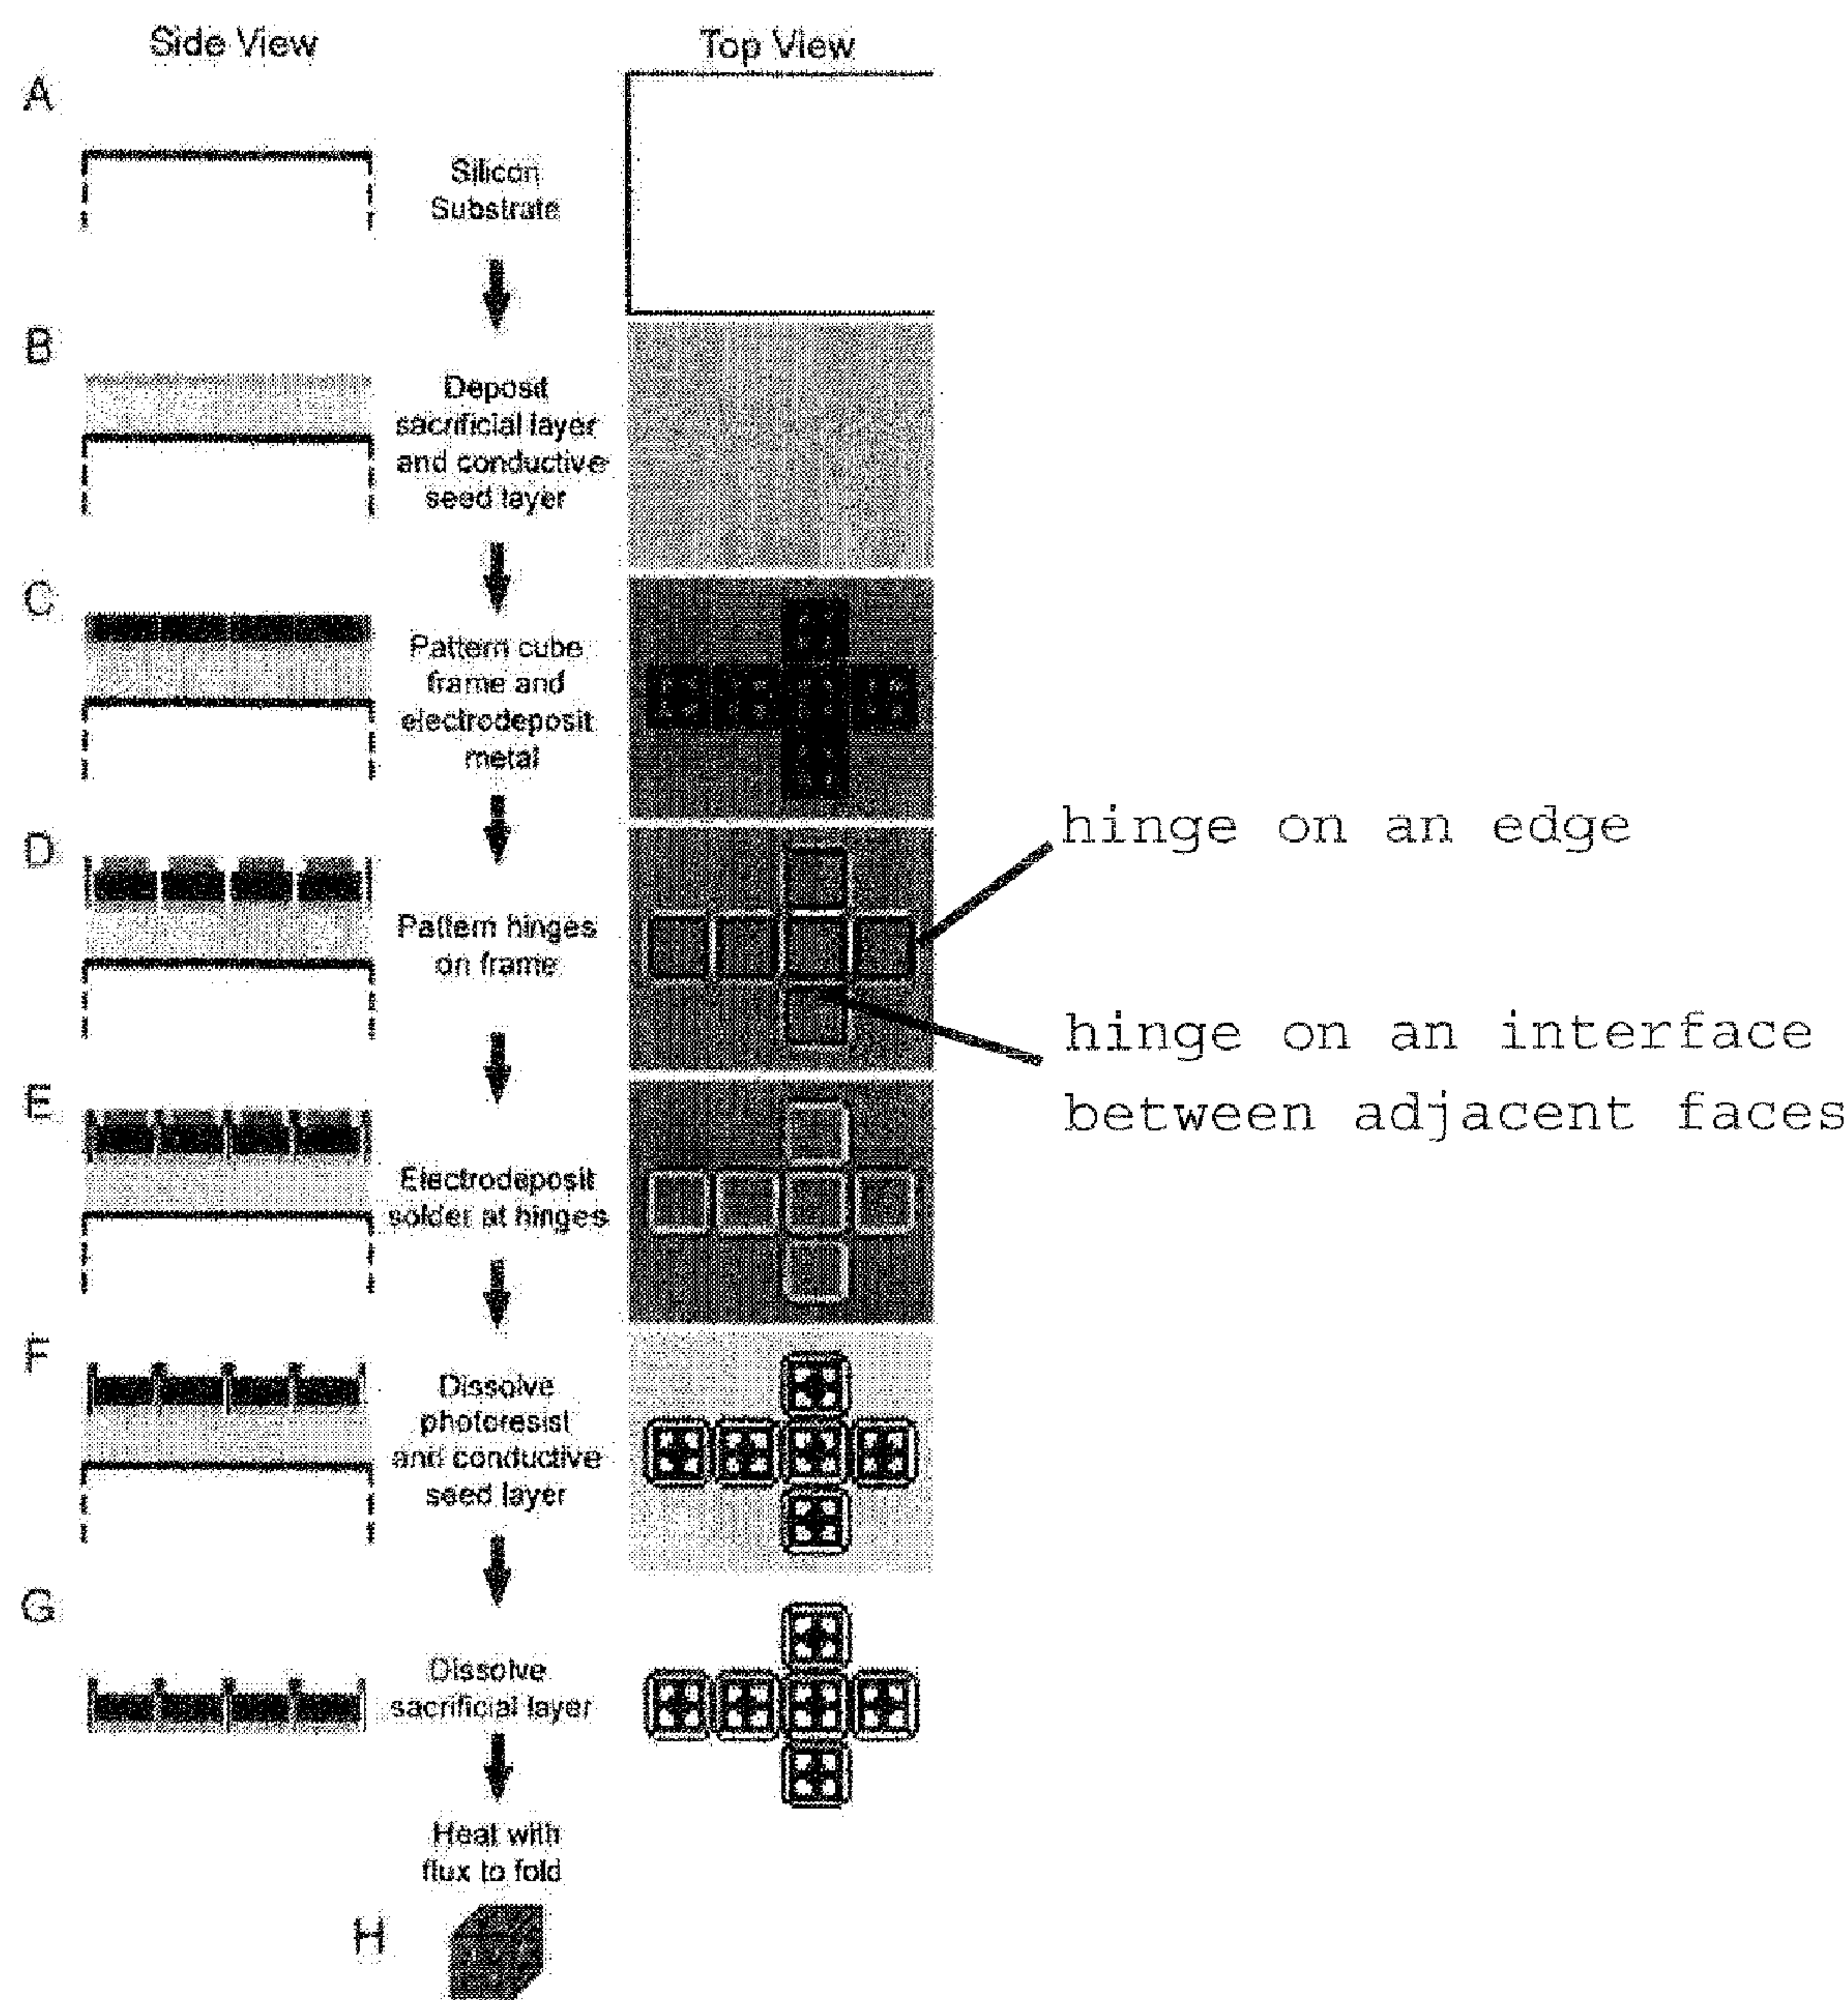 Side View
Top View
A
Silicon
Substrate
B
Deposit
sacrificial layer
and conductive
seed layer
C
Pattern cube
frame and
electrodeposit
metal
hinge on an edge
D
Pattern hinges
on frame
hinge on an interface
between adjacent faces
E
Electrodeposit
solder at hinges
F
Dissolve
photoresist
and conductive
seed layer
G
Dissolve
sacrificial layer
Heat with
flux to fold
H